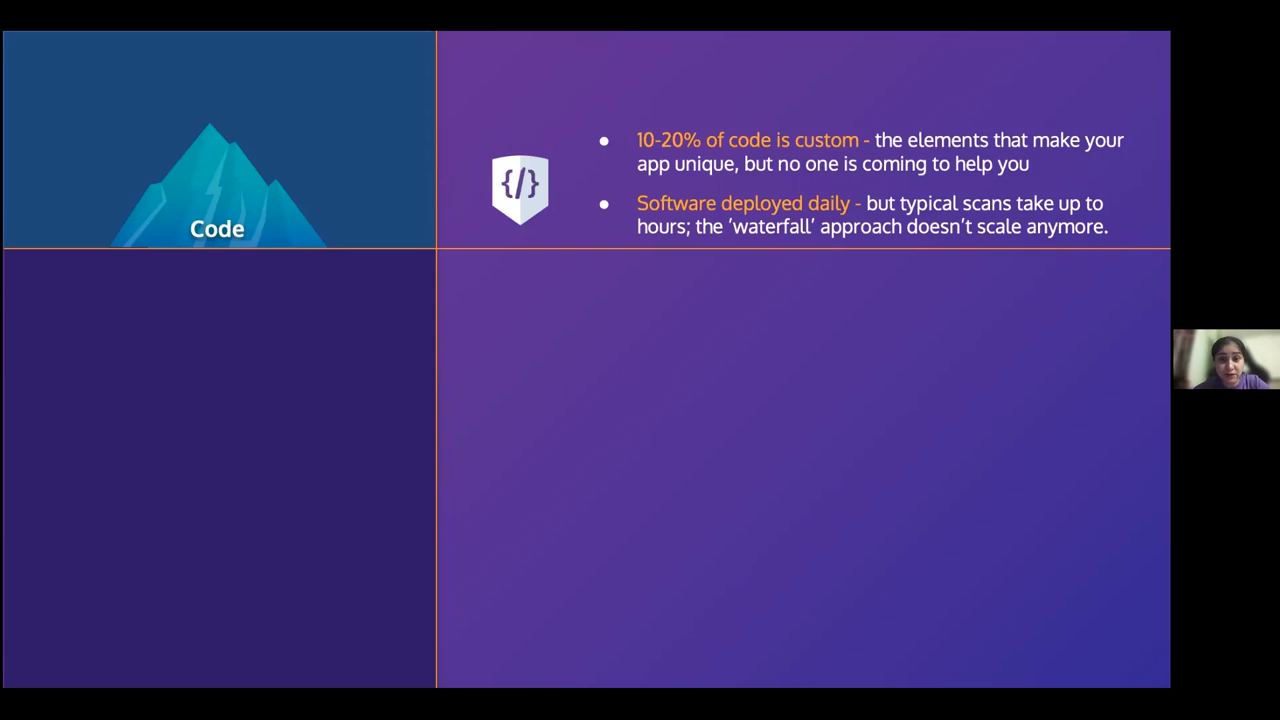 Code
{/}
10-20% of code is custom - the elements that make your
app unique, but no one is coming to help you
Software deployed daily - but typical scans take up to
hours; the ‘waterfall’ approach doesn’t scale anymore.